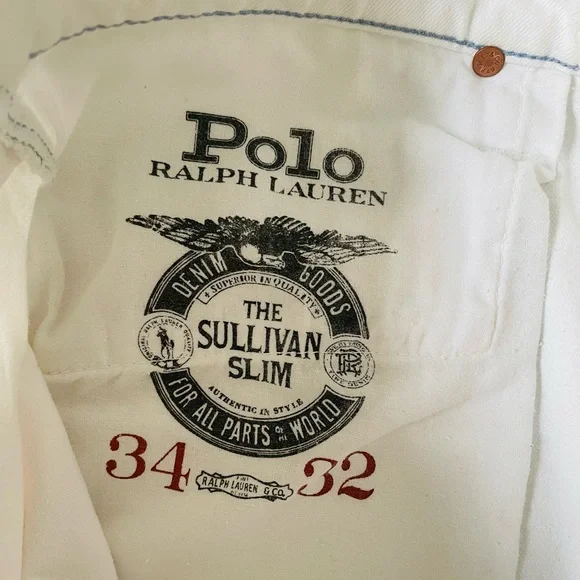 Polo
RALPH LAUREN
DENIM GOODS
SUPERIOR IN QUALITY
THE
SULLIVAN
SLIM
AUTHENTIC IN STYLE
FOR ALL PARTS OF THE WORLD
34 32
RALPH LAUREN & CO.